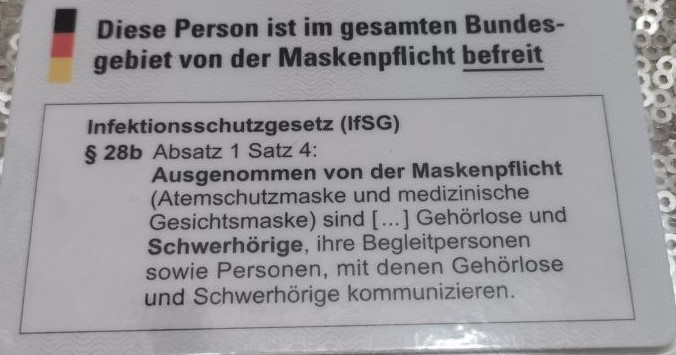 Diese Person ist im gesamten Bundes-
gebiet von der Maskenpflicht befreit
Infektionsschutzgesetz (IfSG)
§ 28b Absatz 1 Satz 4:
Ausgenommen von der Maskenpflicht
(Atemschutzmaske und medizinische
Gesichtsmaske) sind [...] Gehörlose und
Schwerhörige, ihre Begleitpersonen
sowie Personen, mit denen Gehörlose
und Schwerhörige kommunizieren.